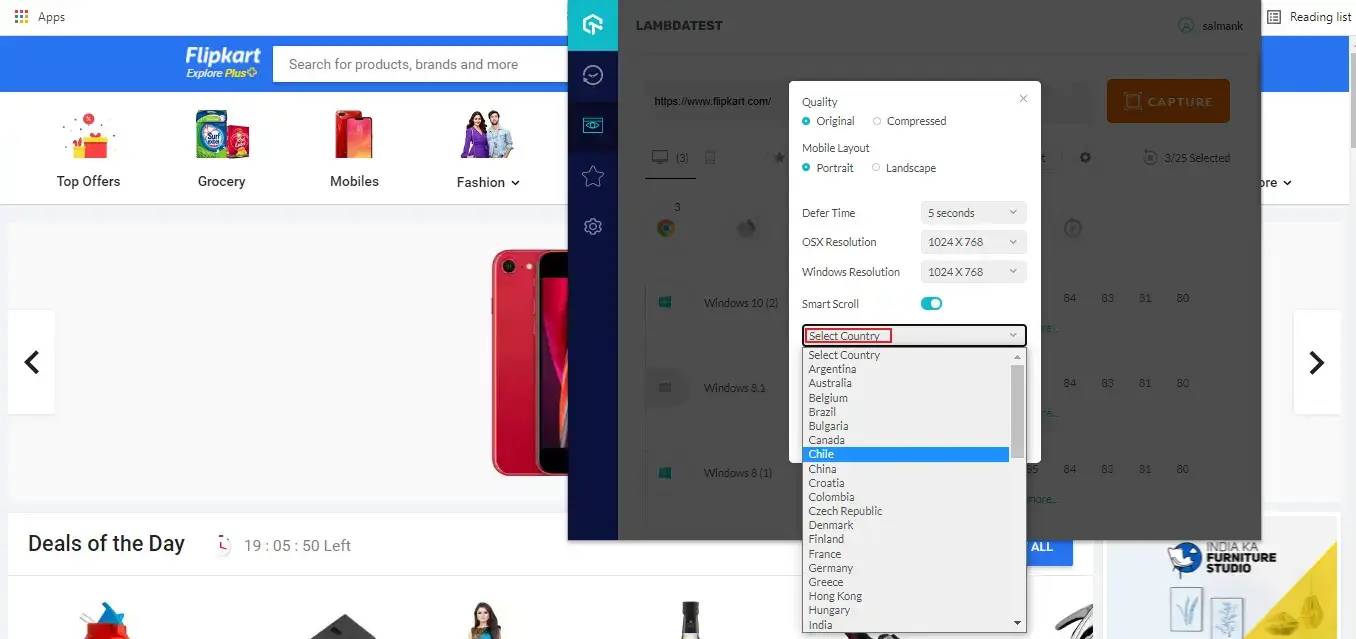 Apps
Reading list
Flipkart
Explore Plus
Search for products, brands and more
Top Offers
Grocery
Mobiles
Fashion
LAMBDATEST
salmank
https://www.flipkart.com/
CAPTURE
(3)
3/25 Selected
3
Windows 10 (2)
84 83 81 80
Windows 8.1
84 83 81 80
Windows 8 (1)
84 83 81 80
more...
Quality
Original
Compressed
Mobile Layout
Portrait
Landscape
Defer Time
5 seconds
OSX Resolution
1024 X 768
Windows Resolution
1024 X 768
Smart Scroll
Select Country
Select Country
Argentina
Australia
Belgium
Brazil
Bulgaria
Canada
Chile
China
Croatia
Colombia
Czech Republic
Denmark
Finland
France
Germany
Greece
Hong Kong
Hungary
India
Deals of the Day
19 : 05 : 50 Left
ALL
INDIA KA
FURNITURE
STUDIO